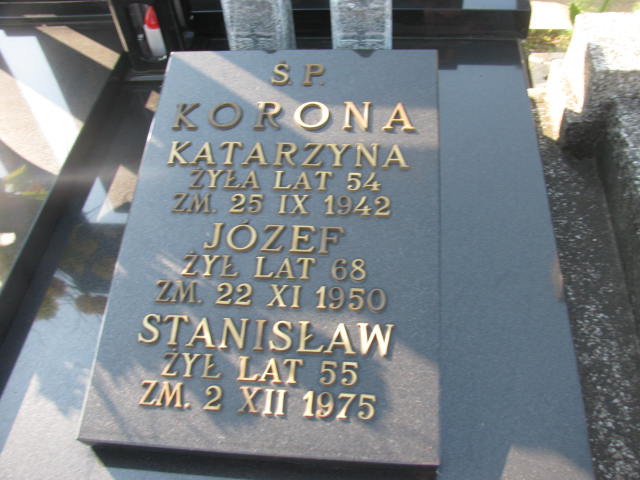 Ś.P.
KORONA
KATARZYNA
ŻYŁA LAT 54
ZM. 25 IX 1942
JÓZEF
ŻYŁ LAT 68
ZM. 22 XI 1950
STANISŁAW
ŻYŁ LAT 55
ZM. 2 XII 1975